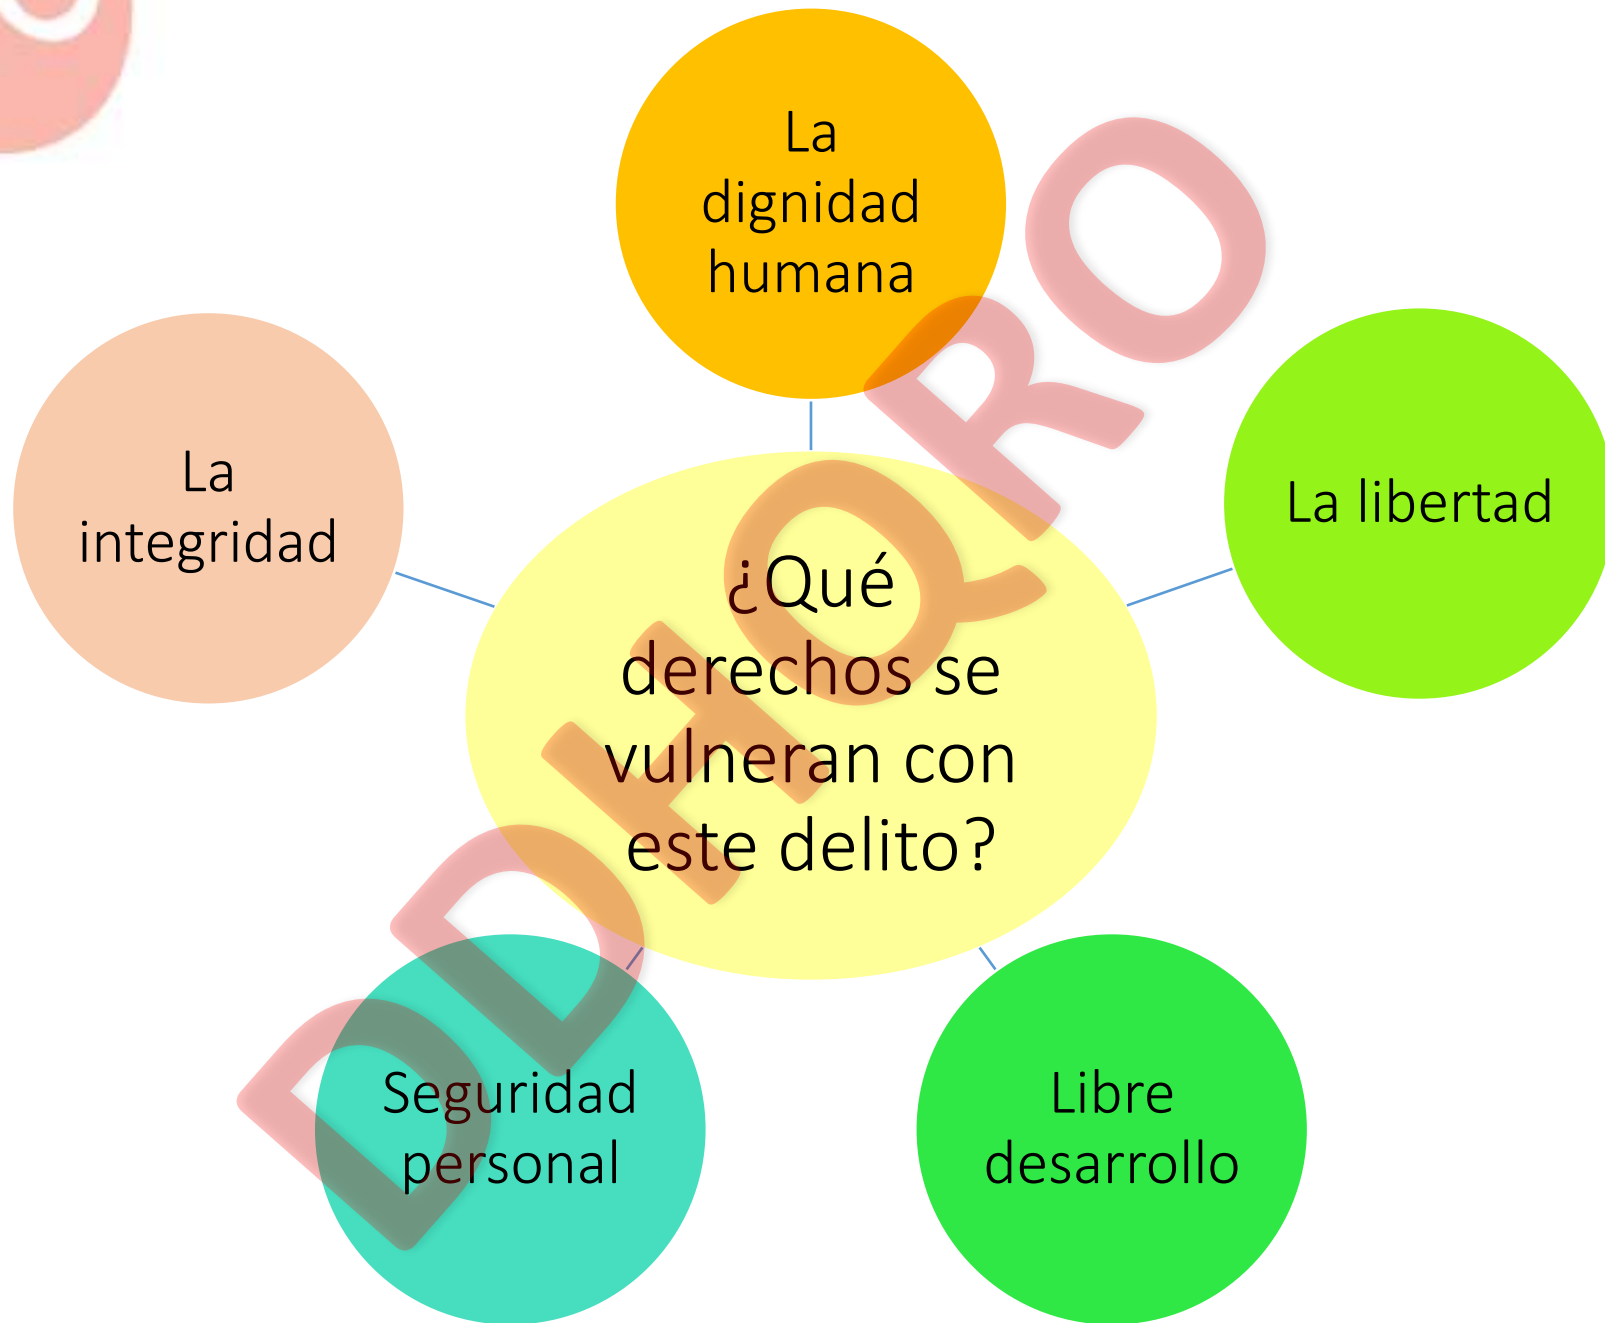 La
dignidad
humana
La libertad
Libre
desarrollo
Seguridad
personal
La
integridad
¿Qué
derechos se
vulneran con
este delito?
DDHQRO